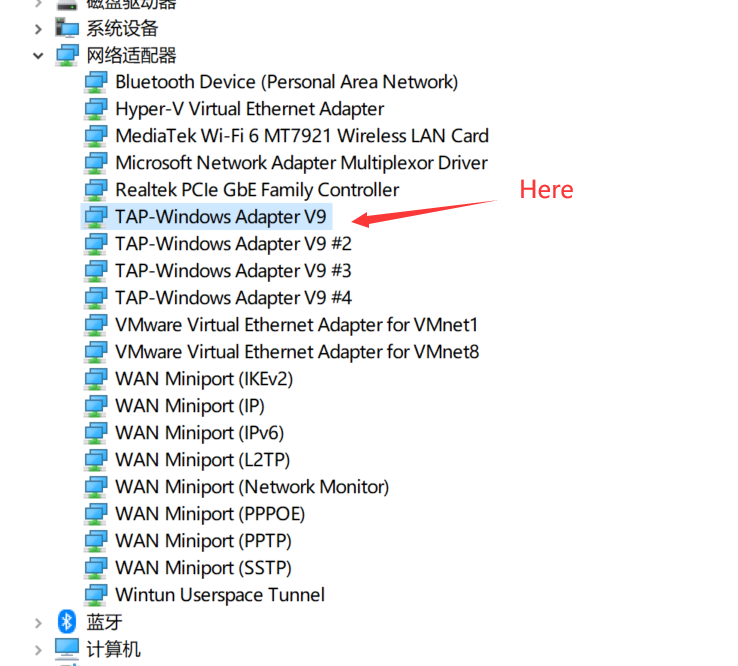 磁盘驱动器
系统设备
网络适配器
Bluetooth Device (Personal Area Network)
Hyper-V Virtual Ethernet Adapter
MediaTek Wi-Fi 6 MT7921 Wireless LAN Card
Microsoft Network Adapter Multiplexor Driver
Realtek PCIe GbE Family Controller
Here
TAP-Windows Adapter V9
TAP-Windows Adapter V9 #2
TAP-Windows Adapter V9 #3
TAP-Windows Adapter V9 #4
VMware Virtual Ethernet Adapter for VMnet1
VMware Virtual Ethernet Adapter for VMnet8
WAN Miniport (IKEv2)
WAN Miniport (IP)
WAN Miniport (IPv6)
WAN Miniport (L2TP)
WAN Miniport (Network Monitor)
WAN Miniport (PPPOE)
WAN Miniport (PPTP)
WAN Miniport (SSTP)
Wintun Userspace Tunnel
蓝牙
计算机